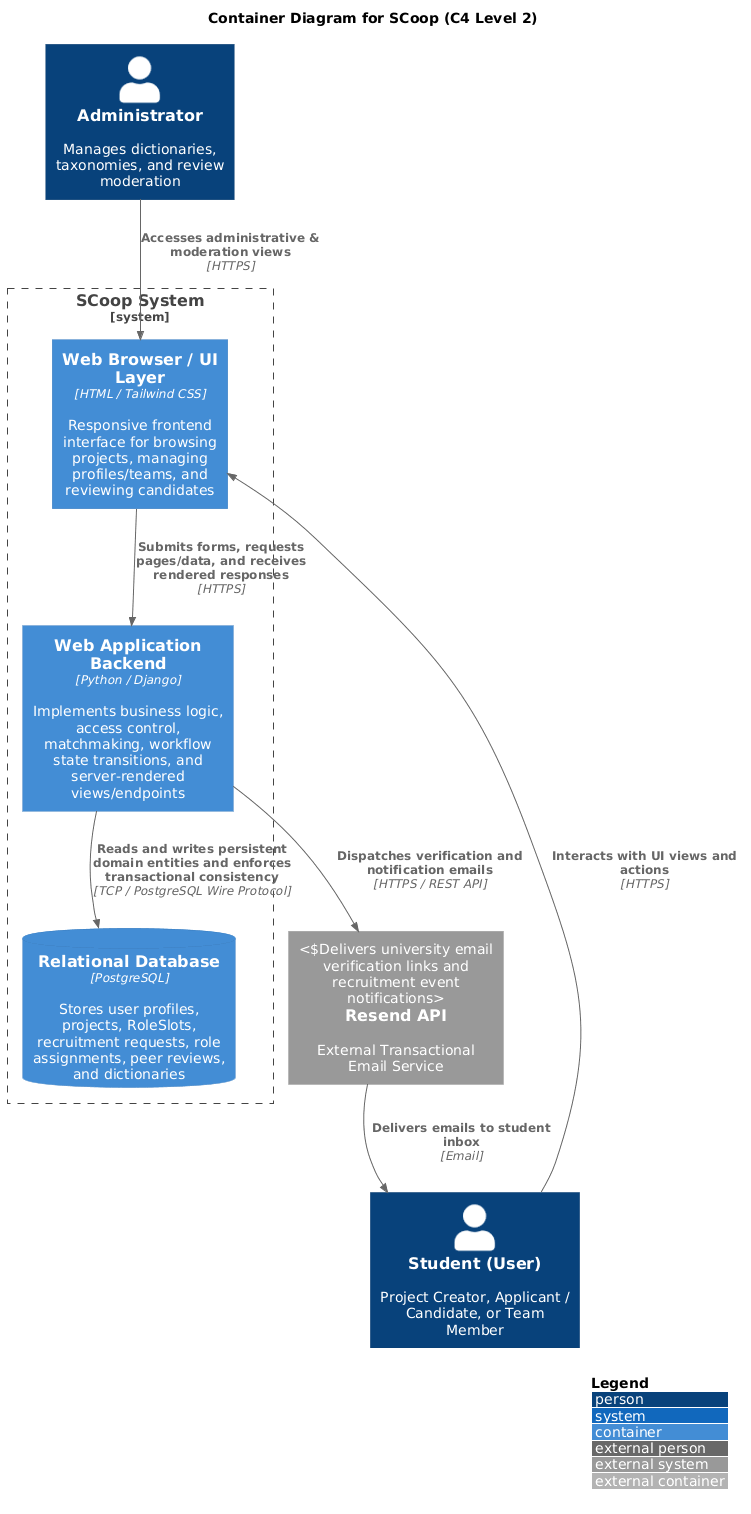 Container Diagram for SCoop (C4 Level 2)
Administrator
Manages dictionaries,
taxonomies, and review
moderation
Accesses administrative &
moderation views
[HTTPS]
SCoop System
[system]
Web Browser / UI
Layer
[HTML / Tailwind CSS]
Responsive frontend
interface for browsing
projects, managing
profiles/teams, and
reviewing candidates
Submits forms, requests
pages/data, and receives
rendered responses
[HTTPS]
Web Application
Backend
[Python / Django]
Implements business logic,
access control,
matchmaking, workflow
state transitions, and
server-rendered
views/endpoints
Reads and writes persistent
domain entities and enforces
transactional consistency
[TCP / PostgreSQL Wire Protocol]
Dispatches verification and
notification emails
[HTTPS / REST API]
Interacts with UI views and
actions
[HTTPS]
Relational Database
[PostgreSQL]
Stores user profiles,
projects, RoleSlots,
recruitment requests, role
assignments, peer reviews,
and dictionaries
<$Delivers university email
verification links and
recruitment event
notifications>
Resend API
External Transactional
Email Service
Delivers emails to student
inbox
[Email]
Student (User)
Project Creator, Applicant /
Candidate, or Team
Member
Legend
person
system
container
external person
external system
external container